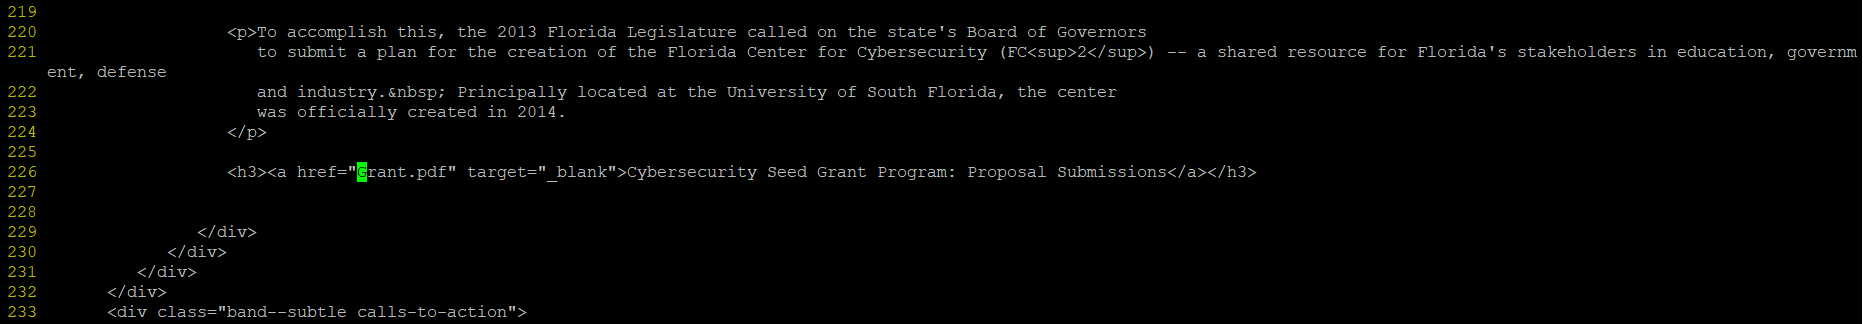 219
220 <p>To accomplish this, the 2013 Florida Legislature called on the state's Board of Governors
221 to submit a plan for the creation of the Florida Center for Cybersecurity (FC<sup>2</sup>) -- a shared resource for Florida's stakeholders in education, governm
ent, defense
222 and industry.&nbsp; Principally located at the University of South Florida, the center
223 was officially created in 2014.
224 </p>
225
226 <h3><a href="Grant.pdf" target="_blank">Cybersecurity Seed Grant Program: Proposal Submissions</a></h3>
227
228
229 </div>
230 </div>
231 </div>
232 </div>
233 <div class="band--subtle calls-to-action">